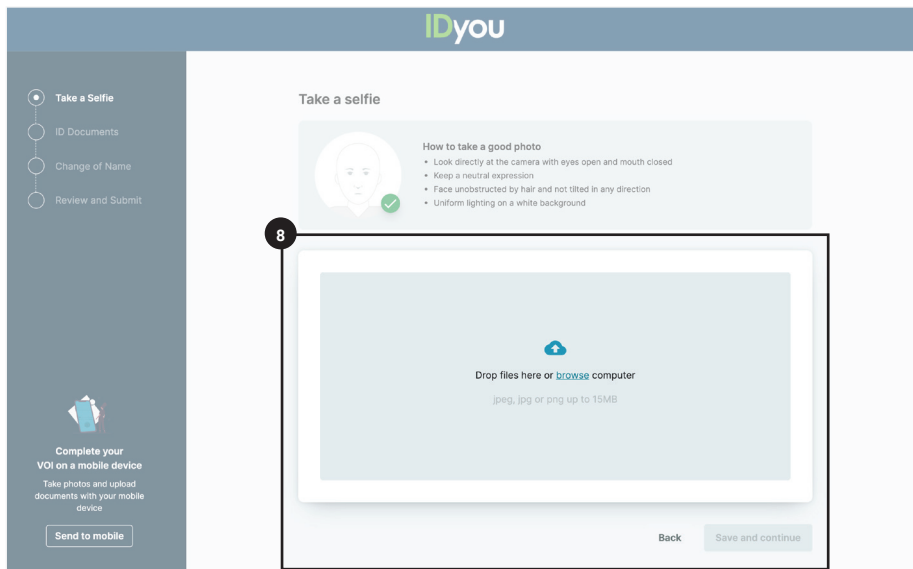 IDyou
Take a Selfie
ID Documents
Change of Name
Review and Submit
Complete your
VOI on a mobile device
Take photos and upload
documents with your mobile
device
Send to mobile
Take a selfie
How to take a good photo
• Look directly at the camera with eyes open and mouth closed
• Keep a neutral expression
• Face unobstructed by hair and not tilted in any direction
• Uniform lighting on a white background
8
Drop files here or browse computer
jpeg, jpg or png up to 15MB
Back
Save and continue